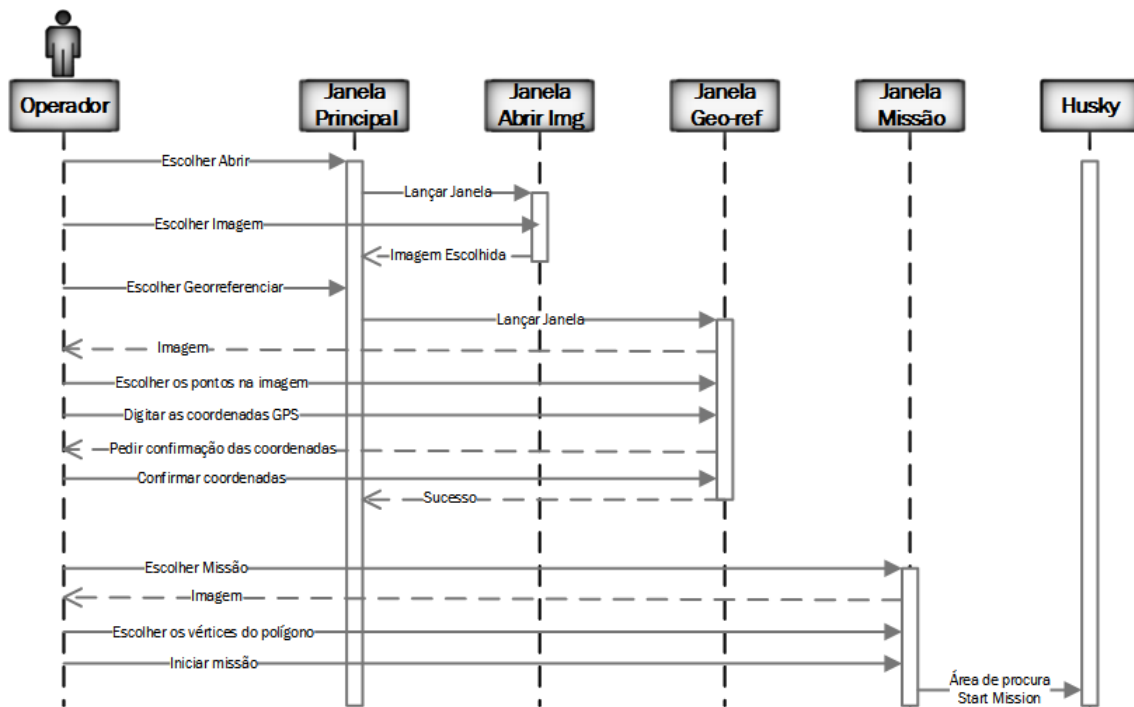 Operador
Janela
Principal
Janela
Abrir Img
Janela
Geo-ref
Janela
Missão
Husky
Escolher Abrir
Lançar Janela
Escolher Imagem
Imagem Escolhida
Escolher Georreferenciar
Lançar Janela
Imagem
Escolher os pontos na imagem
Digitar as coordenadas GPS
Pedir confirmação das coordenadas
Confirmar coordenadas
Sucesso
Escolher Missão
Imagem
Escolher os vértices do polígono
Iniciar missão
Área de procura
Start Mission